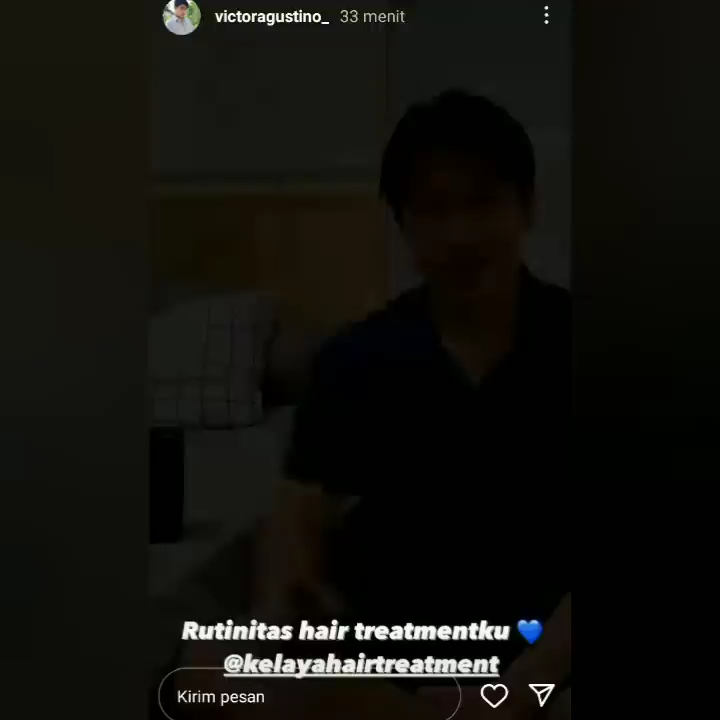 victoragustino_ 33 menit
Rutinitas hair treatmentku 💙
@kelayahairtreatment
Kirim pesan